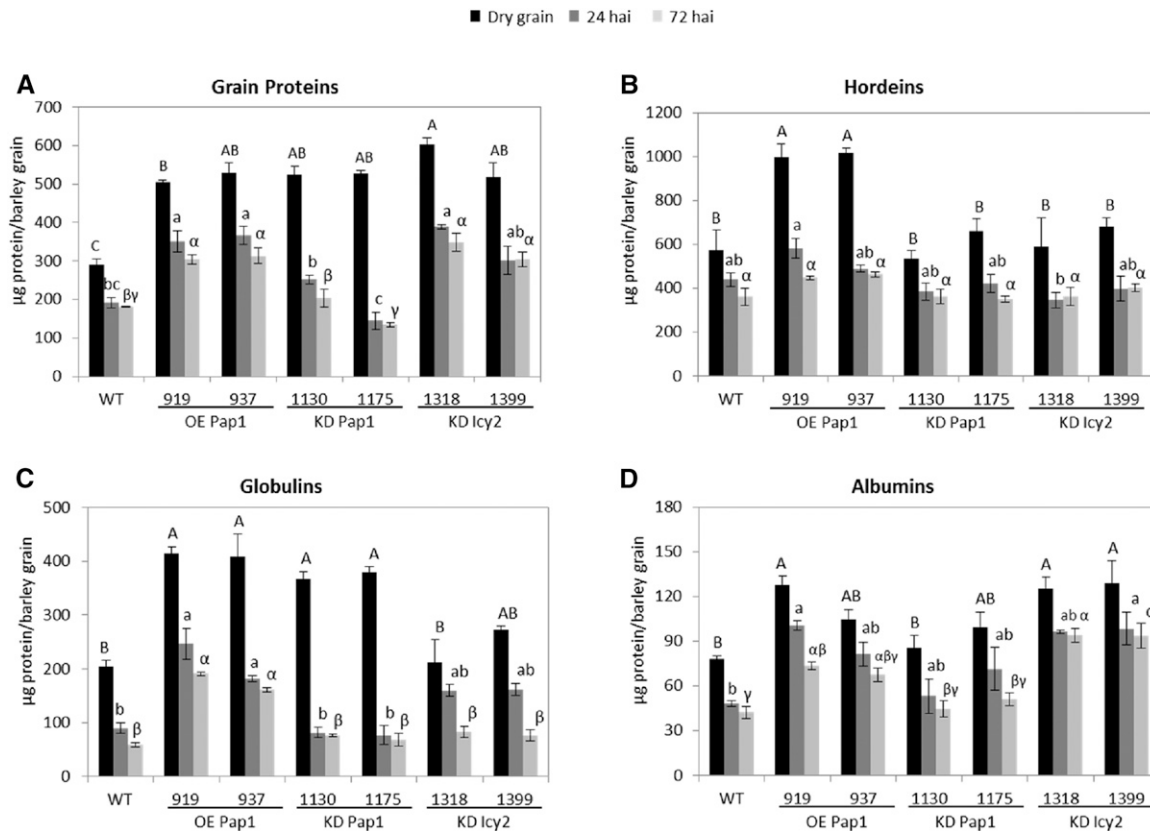 Dry grain 24 hai 72 hai
A
Grain Proteins
µg protein/barley grain
700
600
500
400
300
200
100
0
C bc βγ
B a α
AB a α
AB b β
AB c γ
A a α
AB ab α
WT 919 937 1130 1175 1318 1399
OE Pap1 KD Pap1 KD Icy2
B
Hordeins
µg protein/barley grain
1200
1000
800
600
400
200
0
B ab α
A a α
A ab α
B ab α
B ab α
B b α
B ab α
WT 919 937 1130 1175 1318 1399
OE Pap1 KD Pap1 KD Icy2
C
Globulins
µg protein/barley grain
500
400
300
200
100
0
B b β
A a α
A a α
A b β
A b β
B ab β
AB ab β
WT 919 937 1130 1175 1318 1399
OE Pap1 KD Pap1 KD Icy2
D
Albumins
µg protein/barley grain
180
150
120
90
60
30
0
B b γ
A a αβ
AB ab αβγ
B ab βγ
AB ab βγ
A ab α
A a
WT 919 937 1130 1175 1318 1399
OE Pap1 KD Pap1 KD Icy2